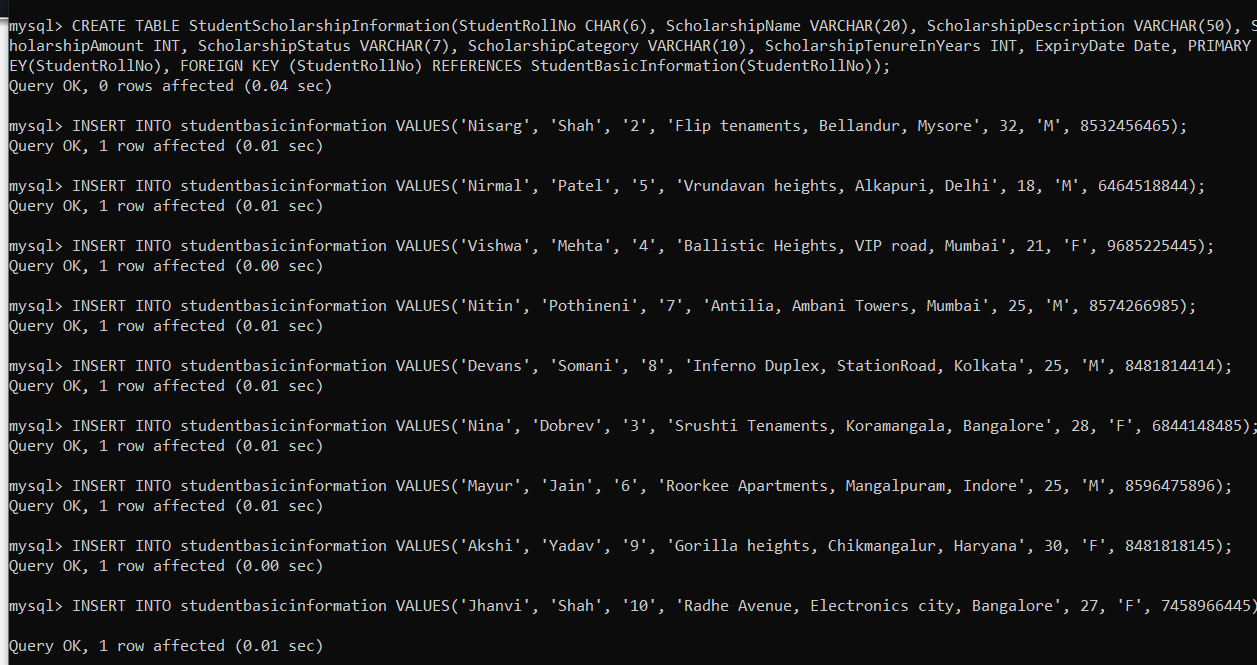 mysql> CREATE TABLE StudentScholarshipInformation(StudentRollNo CHAR(6), ScholarshipName VARCHAR(20), ScholarshipDescription VARCHAR(50), S
holarshipAmount INT, ScholarshipStatus VARCHAR(7), ScholarshipCategory VARCHAR(10), ScholarshipTenureInYears INT, ExpiryDate Date, PRIMARY
EY(StudentRollNo), FOREIGN KEY (StudentRollNo) REFERENCES StudentBasicInformation(StudentRollNo));
Query OK, 0 rows affected (0.04 sec)
mysql> INSERT INTO studentbasicinformation VALUES('Nisarg', 'Shah', '2', 'Flip tenaments, Bellandur, Mysore', 32, 'M', 8532456465);
Query OK, 1 row affected (0.01 sec)
mysql> INSERT INTO studentbasicinformation VALUES('Nirmal', 'Patel', '5', 'Vrundavan heights, Alkapuri, Delhi', 18, 'M', 6464518844);
Query OK, 1 row affected (0.01 sec)
mysql> INSERT INTO studentbasicinformation VALUES('Vishwa', 'Mehta', '4', 'Ballistic Heights, VIP road, Mumbai', 21, 'F', 9685225445);
Query OK, 1 row affected (0.00 sec)
mysql> INSERT INTO studentbasicinformation VALUES('Nitin', 'Pothineni', '7', 'Antilia, Ambani Towers, Mumbai', 25, 'M', 8574266985);
Query OK, 1 row affected (0.01 sec)
mysql> INSERT INTO studentbasicinformation VALUES('Devans', 'Somani', '8', 'Inferno Duplex, StationRoad, Kolkata', 25, 'M', 8481814414);
Query OK, 1 row affected (0.01 sec)
mysql> INSERT INTO studentbasicinformation VALUES('Nina', 'Dobrev', '3', 'Srushti Tenaments, Koramangala, Bangalore', 28, 'F', 6844148485);
Query OK, 1 row affected (0.01 sec)
mysql> INSERT INTO studentbasicinformation VALUES('Mayur', 'Jain', '6', 'Roorkee Apartments, Mangalpuram, Indore', 25, 'M', 8596475896);
Query OK, 1 row affected (0.01 sec)
mysql> INSERT INTO studentbasicinformation VALUES('Akshi', 'Yadav', '9', 'Gorilla heights, Chikmangalur, Haryana', 30, 'F', 8481818145);
Query OK, 1 row affected (0.00 sec)
mysql> INSERT INTO studentbasicinformation VALUES('Jhanvi', 'Shah', '10', 'Radhe Avenue, Electronics city, Bangalore', 27, 'F', 7458966445)
Query OK, 1 row affected (0.01 sec)